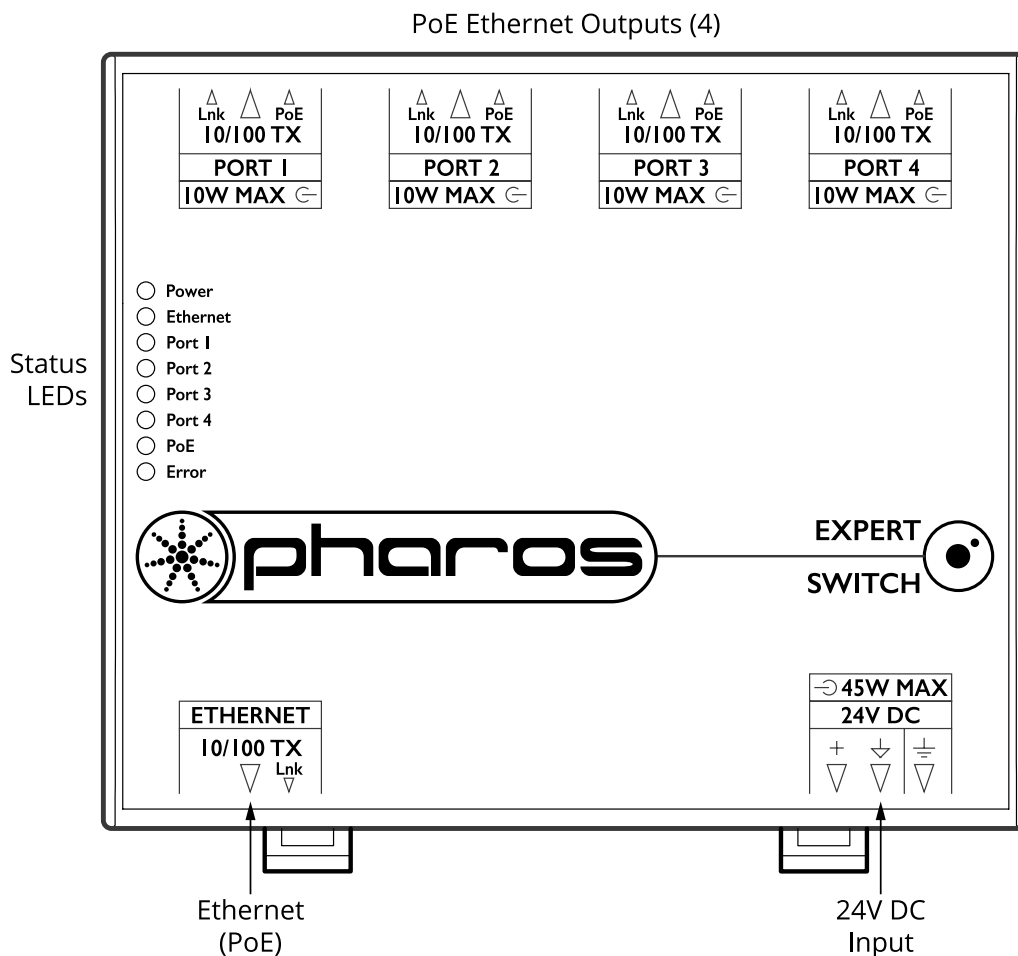 PoE Ethernet Outputs (4)
Lnk PoE
10/100 TX
PORT 1
10W MAX
Lnk PoE
10/100 TX
PORT 2
10W MAX
Lnk PoE
10/100 TX
PORT 3
10W MAX
Lnk PoE
10/100 TX
PORT 4
10W MAX
Status
LEDs
Power
Ethernet
Port 1
Port 2
Port 3
Port 4
PoE
Error
pharos
EXPERT
SWITCH
ETHERNET
10/100 TX
Lnk
45W MAX
24V DC
+
Ethernet
(PoE)
24V DC
Input